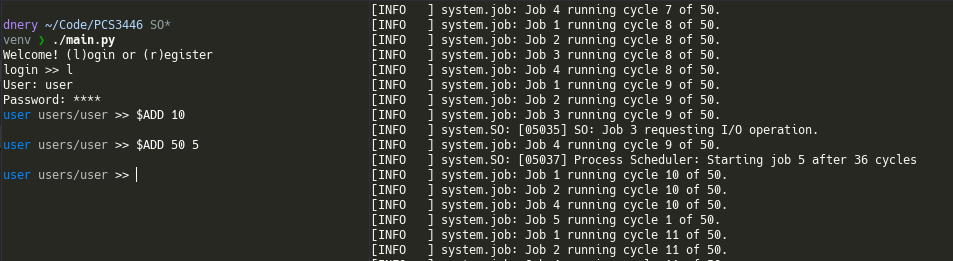 dnery ~/Code/PCS3446 SO*
venv ❯ ./main.py
Welcome! (l)ogin or (r)egister
login >> l
User: user
Password: ****
user users/user >> $ADD 10
user users/user >> $ADD 50 5
user users/user >>
[INFO   ] system.job: Job 4 running cycle 7 of 50.
[INFO   ] system.job: Job 1 running cycle 8 of 50.
[INFO   ] system.job: Job 2 running cycle 8 of 50.
[INFO   ] system.job: Job 3 running cycle 8 of 50.
[INFO   ] system.job: Job 4 running cycle 8 of 50.
[INFO   ] system.job: Job 1 running cycle 9 of 50.
[INFO   ] system.job: Job 2 running cycle 9 of 50.
[INFO   ] system.job: Job 3 running cycle 9 of 50.
[INFO   ] system.SO: [05035] SO: Job 3 requesting I/O operation.
[INFO   ] system.job: Job 4 running cycle 9 of 50.
[INFO   ] system.SO: [05037] Process Scheduler: Starting job 5 after 36 cycles
[INFO   ] system.job: Job 1 running cycle 10 of 50.
[INFO   ] system.job: Job 2 running cycle 10 of 50.
[INFO   ] system.job: Job 4 running cycle 10 of 50.
[INFO   ] system.job: Job 5 running cycle 1 of 50.
[INFO   ] system.job: Job 1 running cycle 11 of 50.
[INFO   ] system.job: Job 2 running cycle 11 of 50.